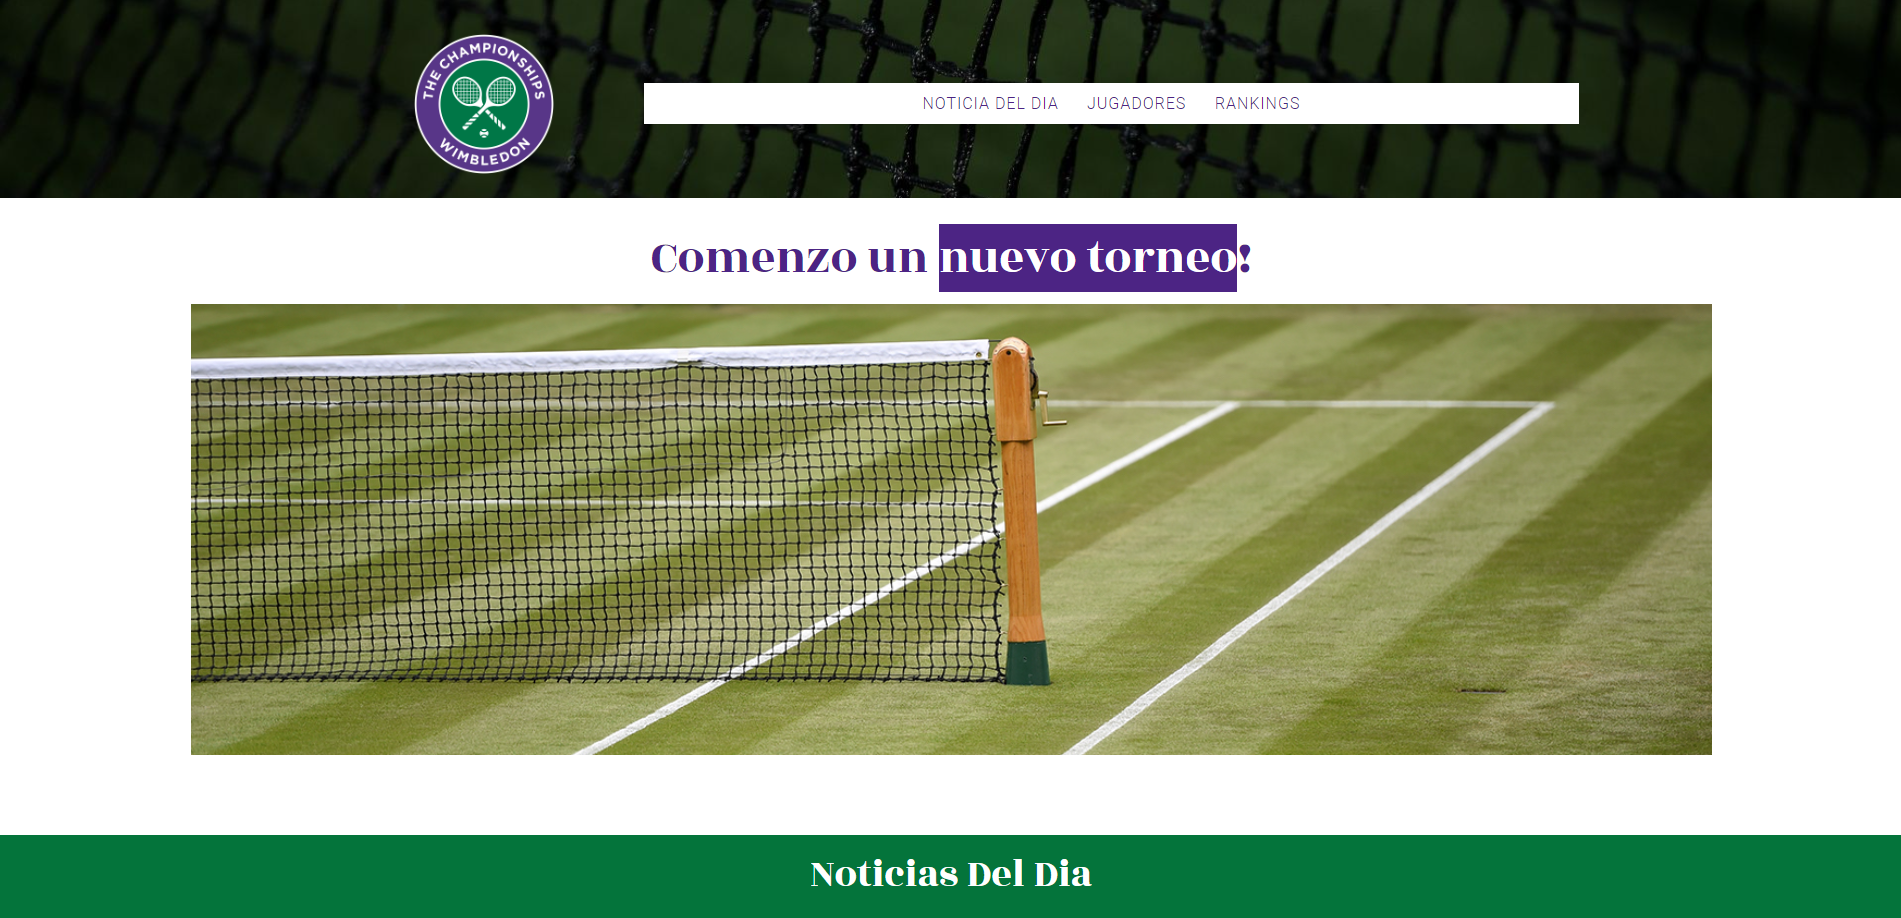 THE CHAMPIONSHIPS
WIMBLEDON
NOTICIA DEL DIA JUGADORES RANKINGS
Comenzo un nuevo torneo!
Noticias Del Dia